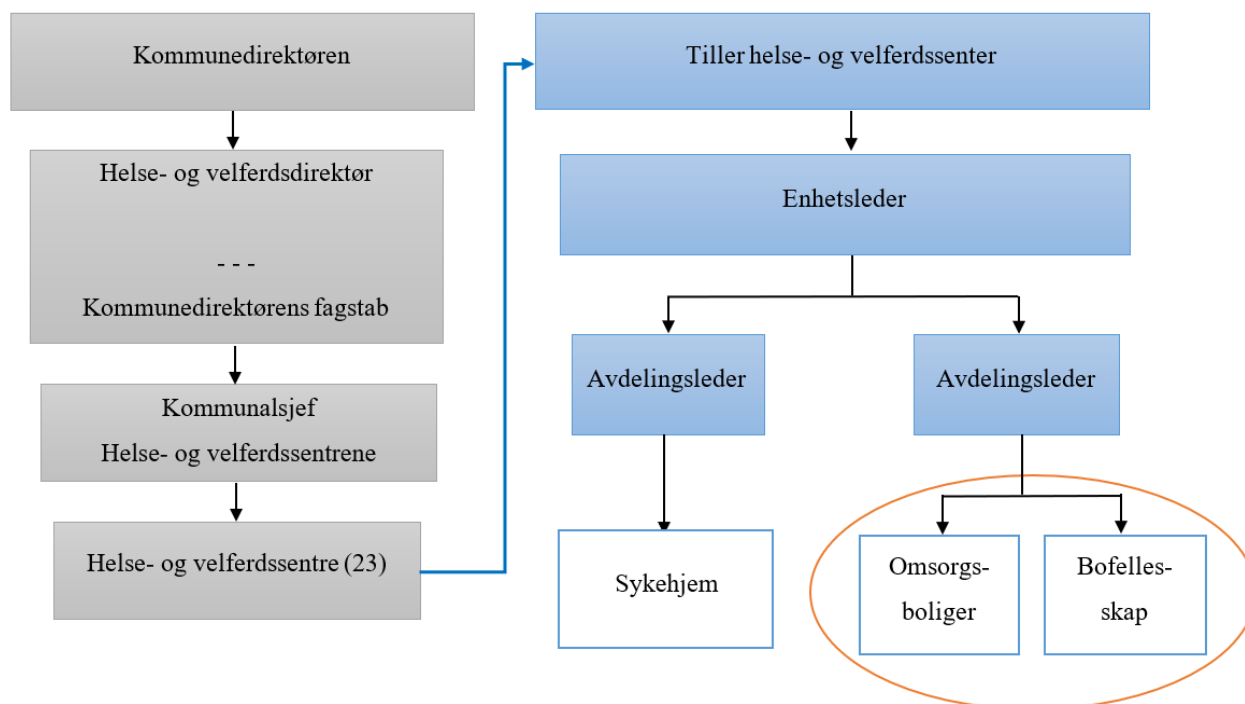 Kommunedirektøren
Helse- og velferdsdirektør
- - -
Kommunedirektørens fagstab
Kommunalsjef
Helse- og velferdssentrene
Helse- og velferdssentre (23)
Tiller helse- og velferdssenter
Enhetsleder
Avdelingsleder
Avdelingsleder
Sykehjem
Omsorgs-
boliger
Bofelles-
skap